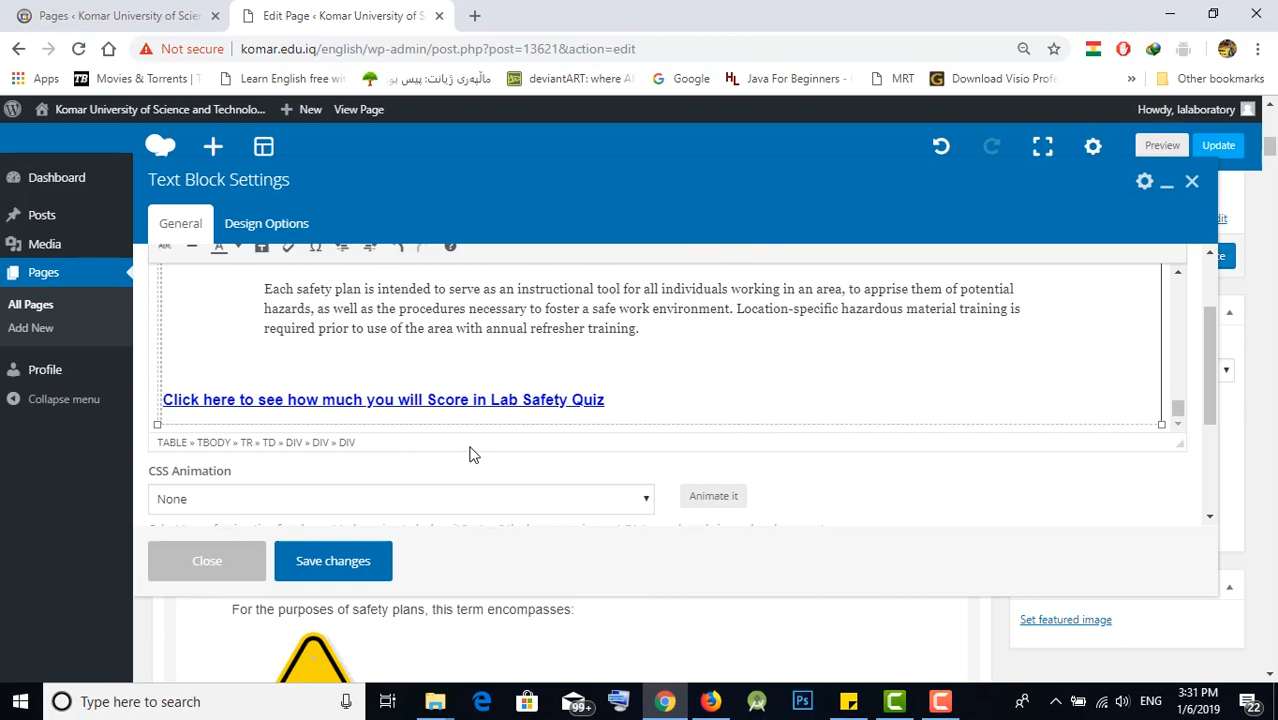 Pages ‹ Komar University of Scien
Edit Page ‹ Komar University of S
Not secure
komar.edu.iq/english/wp-admin/post.php?post=13621&action=edit
Apps
Movies & Torrents | T
Learn English free wit
ماڵپەری ژیانت: پیس پور
deviantART: where AR
Google
Java For Beginners -
MRT
Download Visio Profe
»
Other bookmarks
Komar University of Science and Technolo...
New
View Page
Howdy, lalaboratory
Preview
Update
Dashboard
Posts
Media
Pages
All Pages
Add New
Profile
Collapse menu
Text Block Settings
General
Design Options
Each safety plan is intended to serve as an instructional tool for all individuals working in an area, to apprise them of potential
hazards, as well as the procedures necessary to foster a safe work environment. Location-specific hazardous material training is
required prior to use of the area with annual refresher training.
Click here to see how much you will Score in Lab Safety Quiz
TABLE » TBODY » TR » TD » DIV » DIV » DIV
CSS Animation
None
Animate it
Close
Save changes
For the purposes of safety plans, this term encompasses:
Set featured image
Type here to search
99+
Ps
ENG
3:31 PM
1/6/2019
22